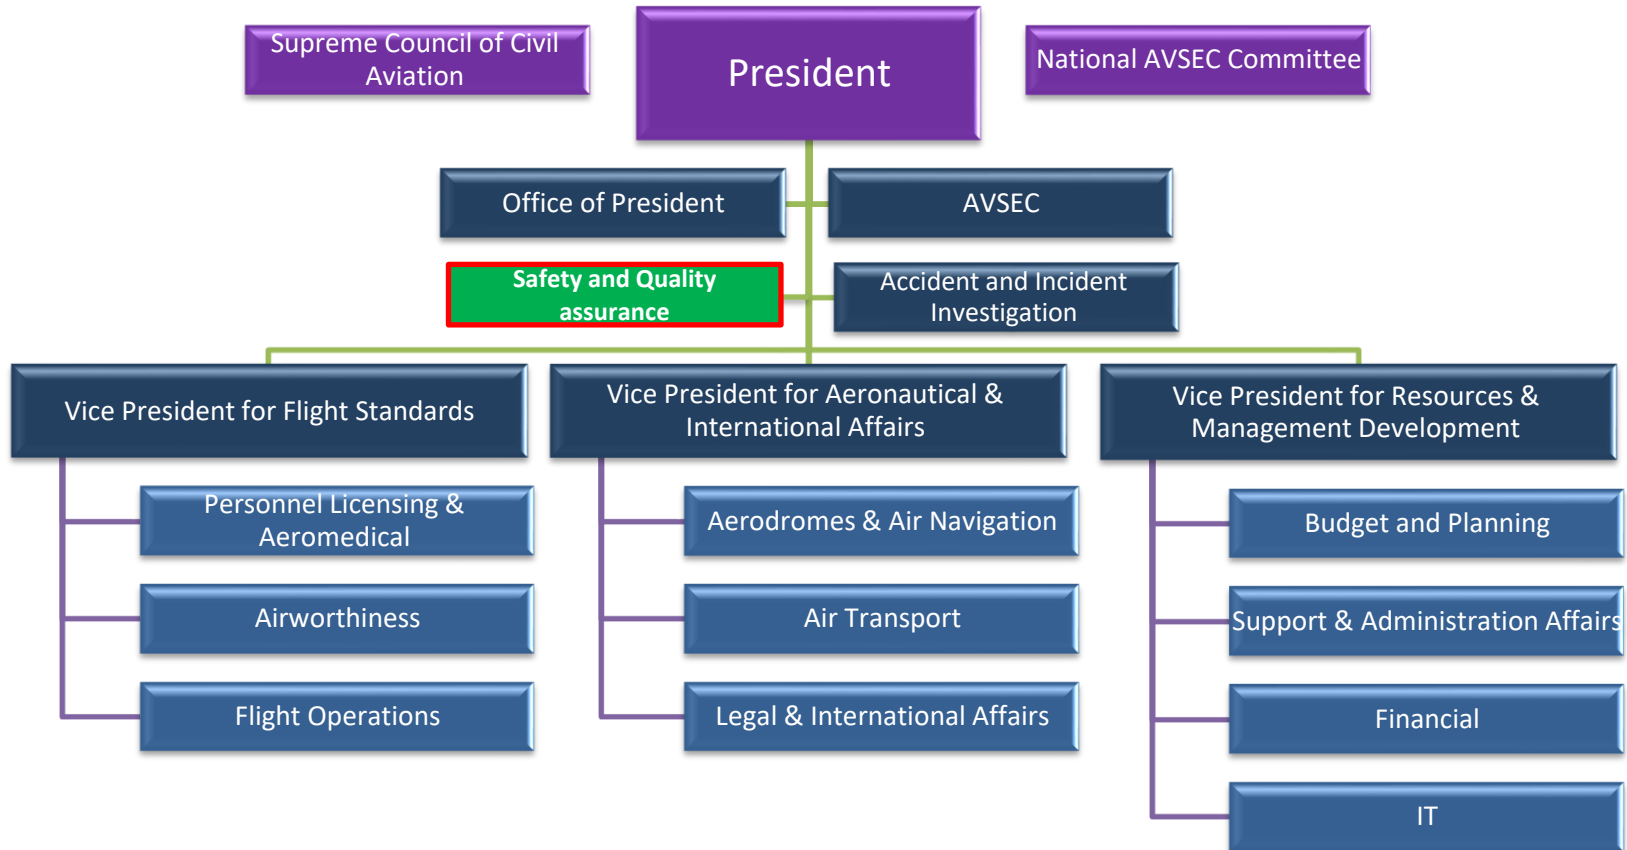 Supreme Council of Civil
Aviation
President
National AVSEC Committee
Office of President
AVSEC
Safety and Quality
assurance
Accident and Incident
Investigation
Vice President for Flight Standards
Vice President for Aeronautical &
International Affairs
Vice President for Resources &
Management Development
Personnel Licensing &
Aeromedical
Airworthiness
Flight Operations
Aerodromes & Air Navigation
Air Transport
Legal & International Affairs
Budget and Planning
Support & Administration Affairs
Financial
IT